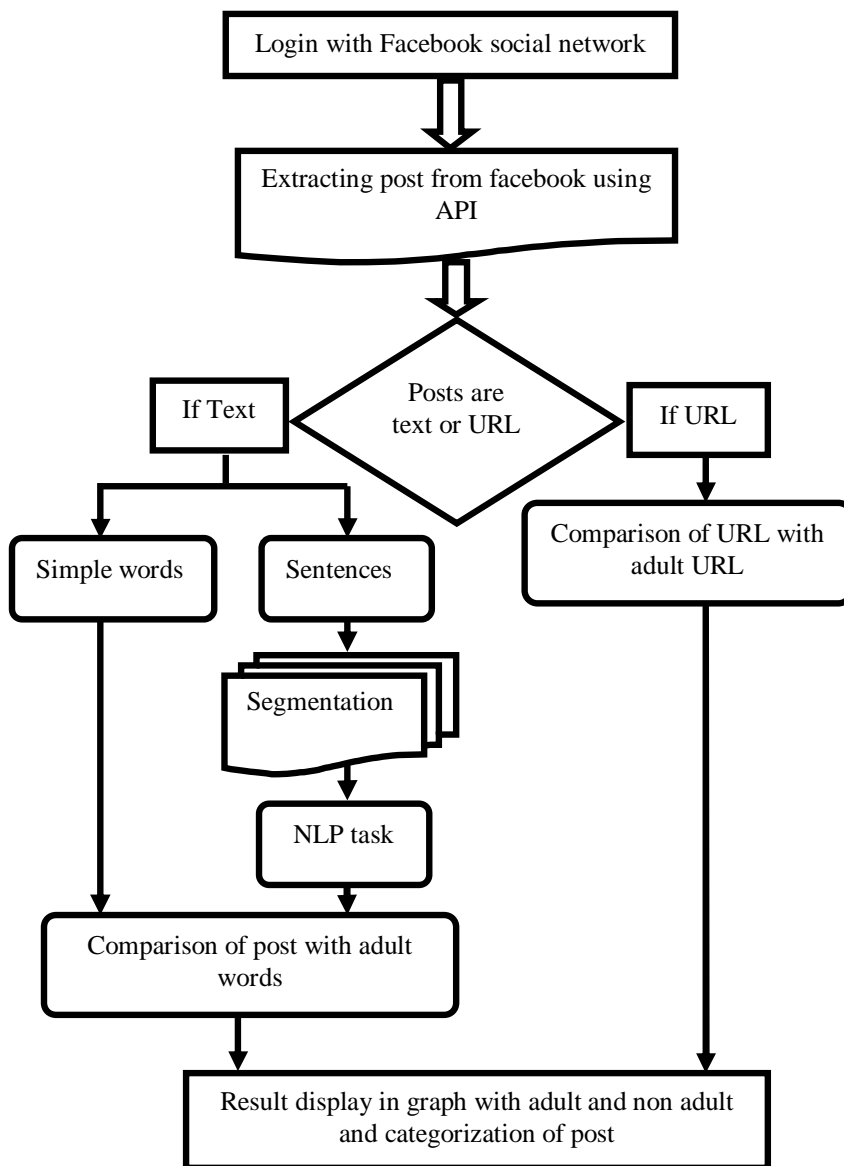 Login with Facebook social network
Extracting post from facebook using
API
Posts are
text or URL
If Text
If URL
Simple words
Sentences
Comparison of URL with
adult URL
Segmentation
NLP task
Comparison of post with adult
words
Result display in graph with adult and non adult
and categorization of post